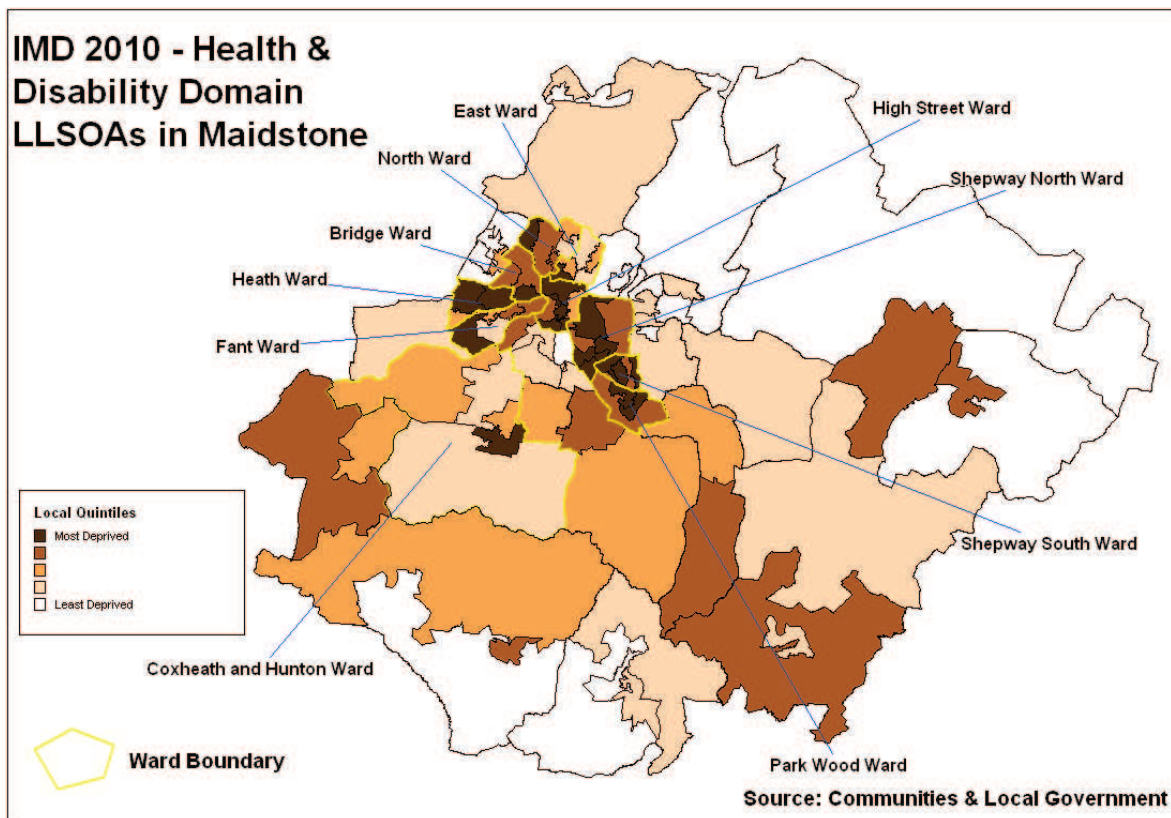 IMD 2010 - Health &
Disability Domain
LLSOAs in Maidstone
East Ward
High Street Ward
North Ward
Shepway North Ward
Bridge Ward
Heath Ward
Fant Ward
Local Quintiles
Most Deprived
Least Deprived
Shepway South Ward
Coxheath and Hunton Ward
Ward Boundary
Park Wood Ward
Source: Communities & Local Government